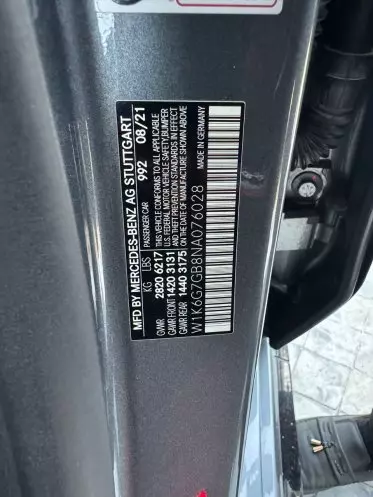 MFD BY MERCEDES-BENZ AG STUTTGART
PASSENGER CAR 992 08/21
KG LBS
GVWR 2820 6217
GAWR FRONT 1420 3131
GAWR REAR 1440 3175
THIS VEHICLE CONFORMS TO ALL APPLICABLE
U.S. FEDERAL MOTOR VEHICLE SAFETY,BUMPER
AND THEFT PREVENTION STANDARDS IN EFFECT
ON THE DATE OF MANUFACTURE SHOWN ABOVE
MADE IN GERMANY
W1K6G7GB8NA076028